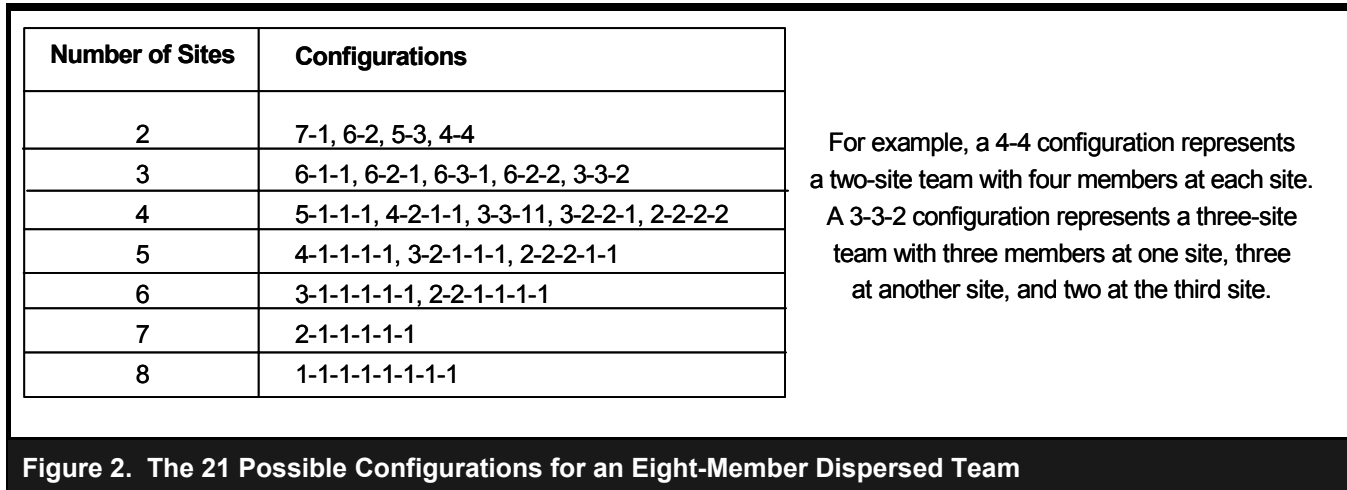 Number of Sites Configurations
2 7-1, 6-2, 5-3, 4-4
3 6-1-1, 6-2-1, 6-3-1, 6-2-2, 3-3-2
4 5-1-1-1, 4-2-1-1, 3-3-11, 3-2-2-1, 2-2-2-2
5 4-1-1-1-1, 3-2-1-1-1, 2-2-2-1-1
6 3-1-1-1-1-1, 2-2-1-1-1-1
7 2-1-1-1-1-1
8 1-1-1-1-1-1-1-1
For example, a 4-4 configuration represents
a two-site team with four members at each site.
A 3-3-2 configuration represents a three-site
team with three members at one site, three
at another site, and two at the third site.
Figure 2. The 21 Possible Configurations for an Eight-Member Dispersed Team